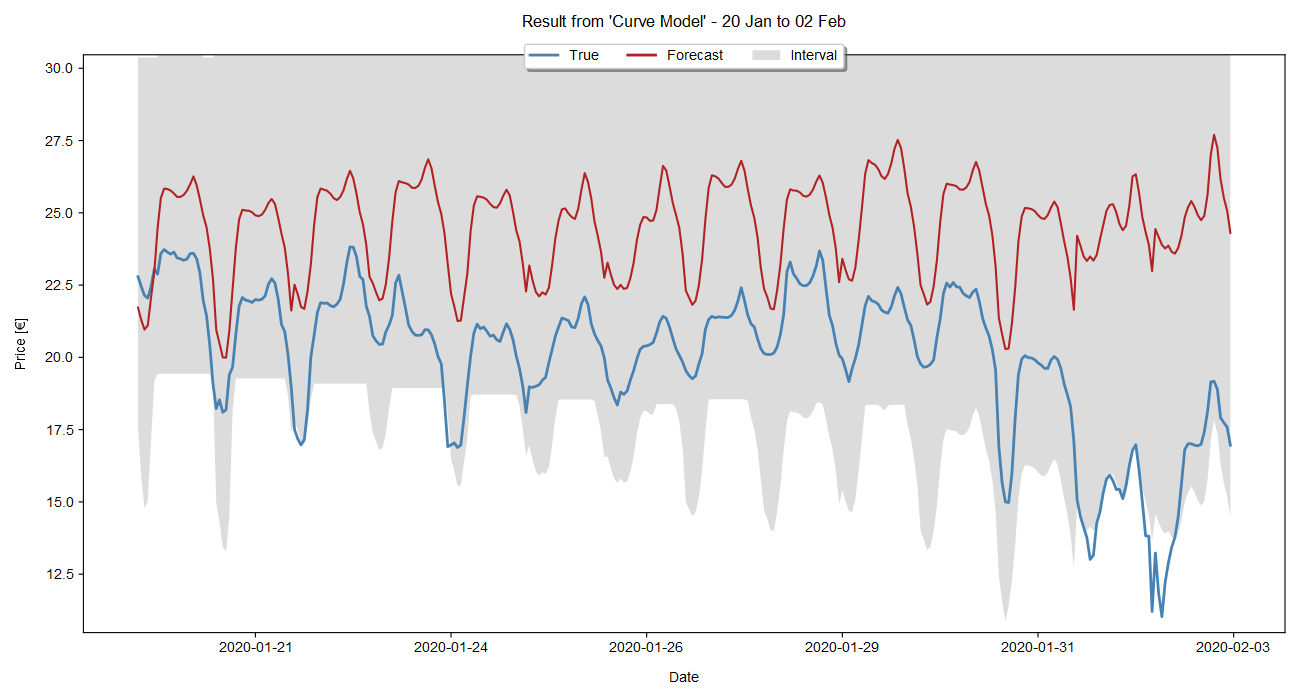 Result from 'Curve Model' - 20 Jan to 02 Feb
True Forecast Interval
30.0
27.5
25.0
22.5
20.0
17.5
15.0
12.5
Price [€]
2020-01-21 2020-01-24 2020-01-26 2020-01-29 2020-01-31 2020-02-03
Date